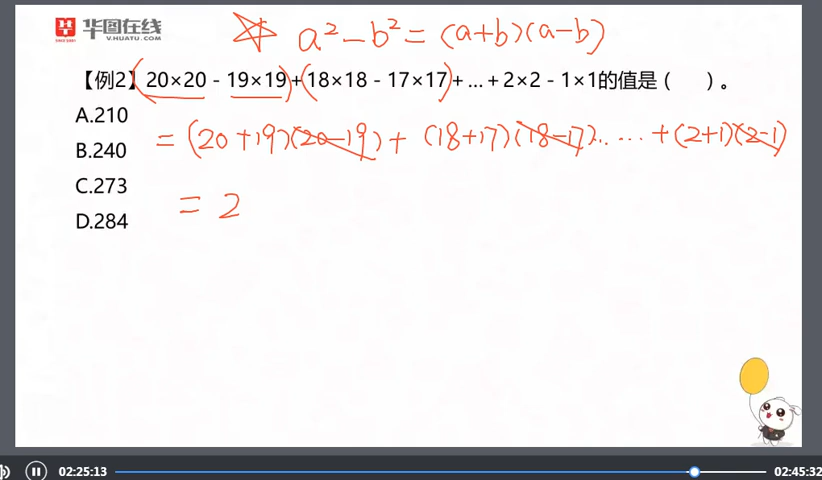 华图在线
V.HUATU.COM
a²-b²=(a+b)(a-b)
【例2】(20×20-19×19)+(18×18-17×17)+...+2×2-1×1的值是（ ）。
A.210
=(20+19)(20-19)+(18+17)(18-17)......+(2+1)(2-1)
B.240
C.273
=2
D.284
02:25:13
02:45:32